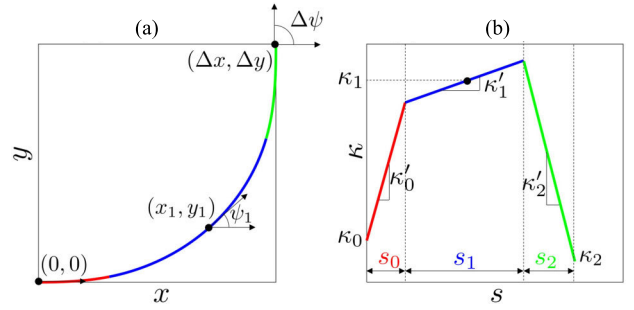 (a)
Δψ
(Δx, Δy)
y
(x₁, y₁)
ψ₁
(0, 0)
x
(b)
κ₁
κ′₁
κ
κ′₀
κ′₂
κ₀
κ₂
s₀
s₁
s₂
s